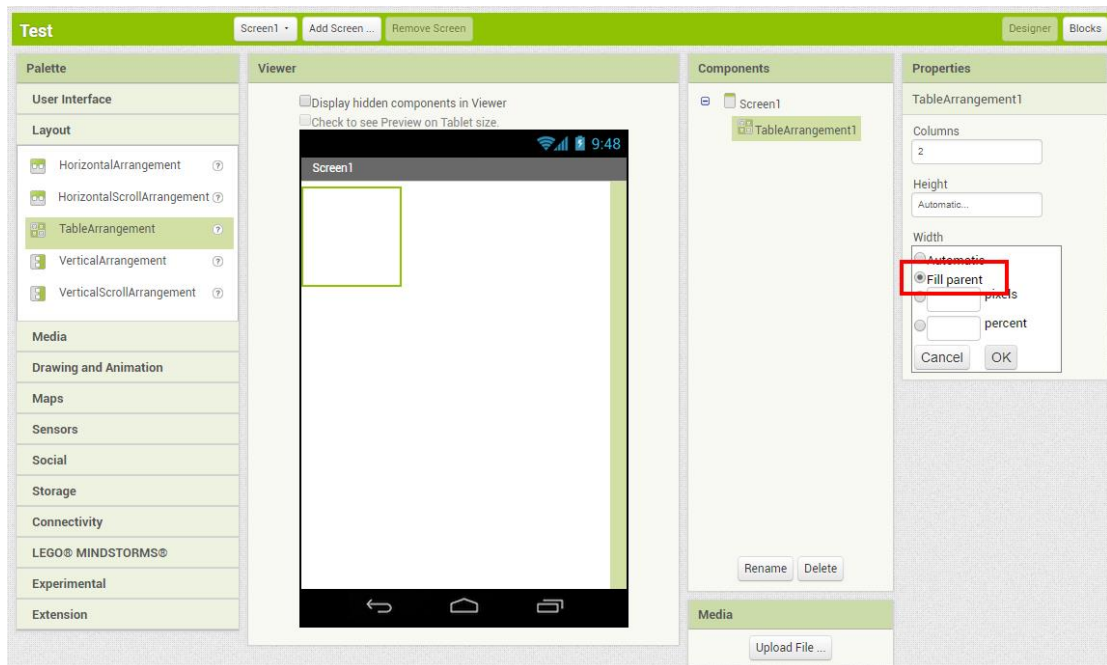 Test
Screen1
Add Screen ...
Remove Screen
Designer
Blocks
Palette
User Interface
Layout
HorizontalArrangement ?
HorizontalScrollArrangement ?
TableArrangement ?
VerticalArrangement ?
VerticalScrollArrangement ?
Media
Drawing and Animation
Maps
Sensors
Social
Storage
Connectivity
LEGO® MINDSTORMS®
Experimental
Extension
Viewer
Display hidden components in Viewer
Check to see Preview on Tablet size.
9:48
Screen1
Components
Screen1
TableArrangement1
Rename
Delete
Media
Upload File ...
Properties
TableArrangement1
Columns
2
Height
Automatic...
Width
Automatic
Fill parent
pixels
percent
Cancel
OK